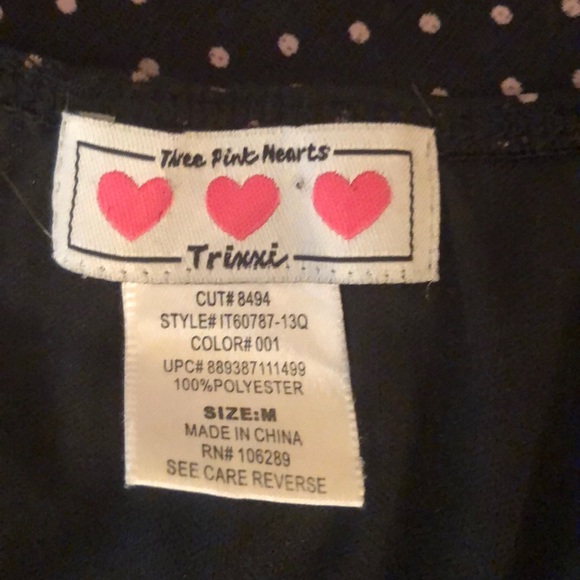 Three Pink Hearts
Trixxi
CUT# 8494
STYLE# IT60787-13Q
COLOR# 001
UPC# 889387111499
100%POLYESTER
SIZE:M
MADE IN CHINA
RN# 106289
SEE CARE REVERSE